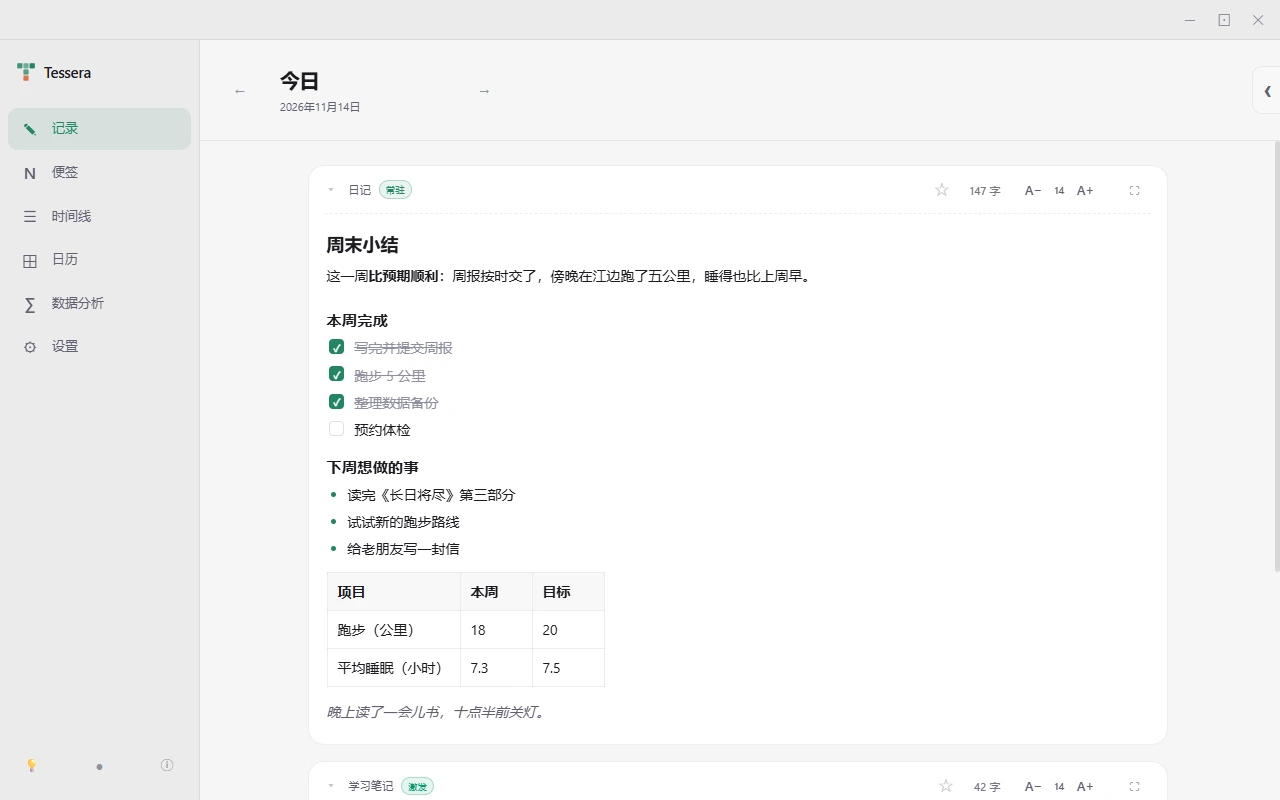 Tessera
记录
N 便签
时间线
日历
∑ 数据分析
设置
← 今日 →
2026年11月14日
日记 常驻 147 字 A− 14 A+
周末小结
这一周比预期顺利：周报按时交了，傍晚在江边跑了五公里，睡得也比上周早。
本周完成
写完并提交周报
跑步 5 公里
整理数据备份
预约体检
下周想做的事
读完《长日将尽》第三部分
试试新的跑步路线
给老朋友写一封信
项目 本周 目标
跑步（公里） 18 20
平均睡眠（小时） 7.3 7.5
晚上读了一会儿书，十点半前关灯。
学习笔记 激发 42 字 A− 14 A+